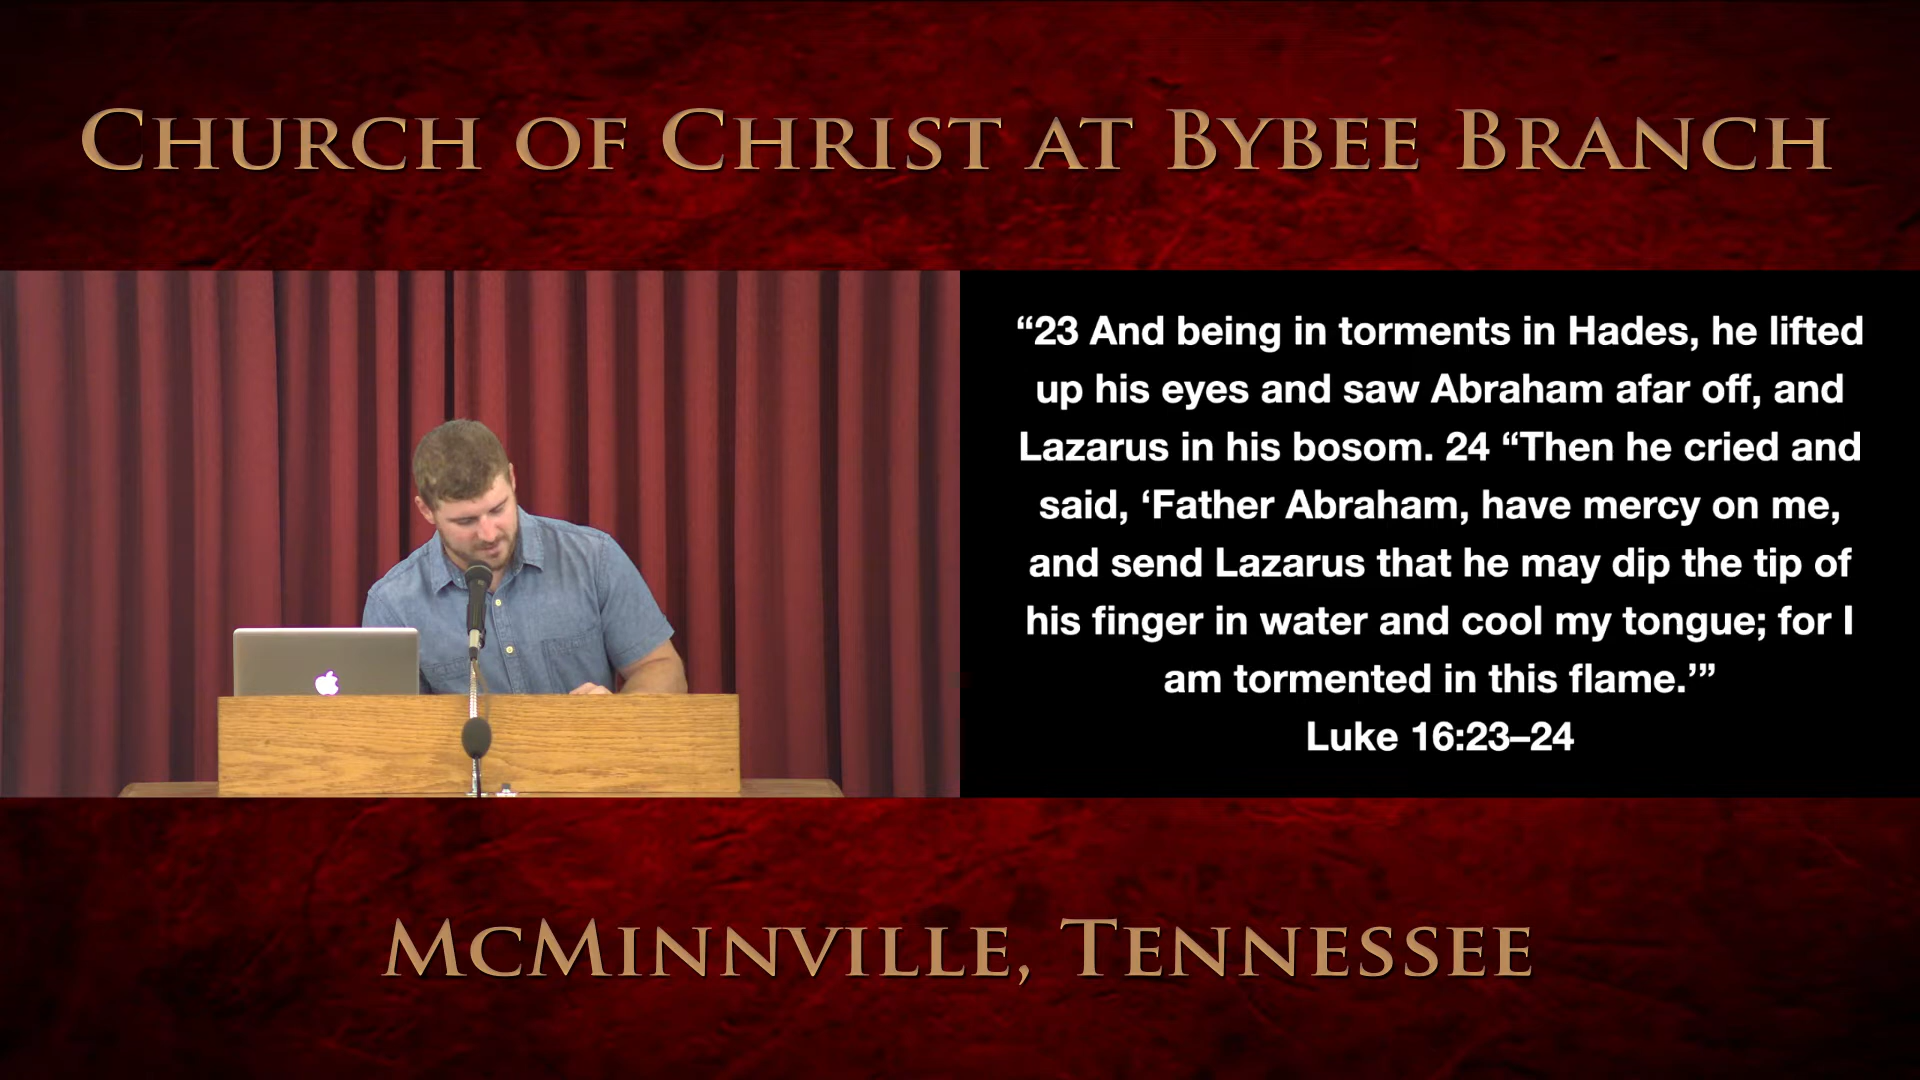 CHURCH OF CHRIST AT BYBEE BRANCH
“23 And being in torments in Hades, he lifted
up his eyes and saw Abraham afar off, and
Lazarus in his bosom. 24 “Then he cried and
said, ‘Father Abraham, have mercy on me,
and send Lazarus that he may dip the tip of
his finger in water and cool my tongue; for I
am tormented in this flame.’”
Luke 16:23–24
MCMINNVILLE, TENNESSEE